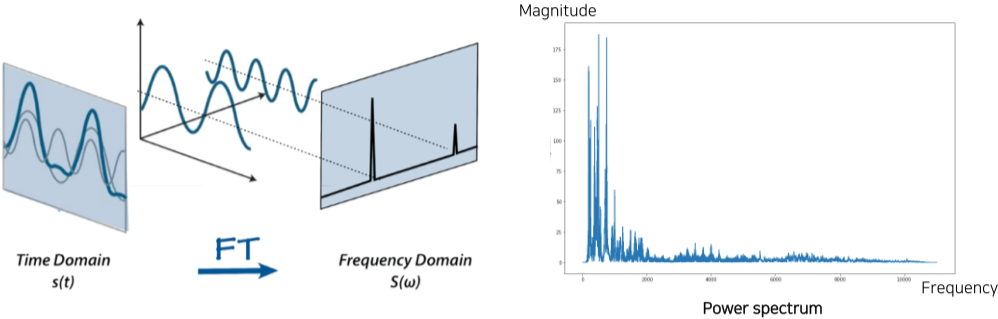 Magnitude
FT
Time Domain
s(t)
Frequency Domain
S(ω)
175
150
125
100
75
50
25
0
0
2000
4000
6000
8000
10000
Frequency
Power spectrum